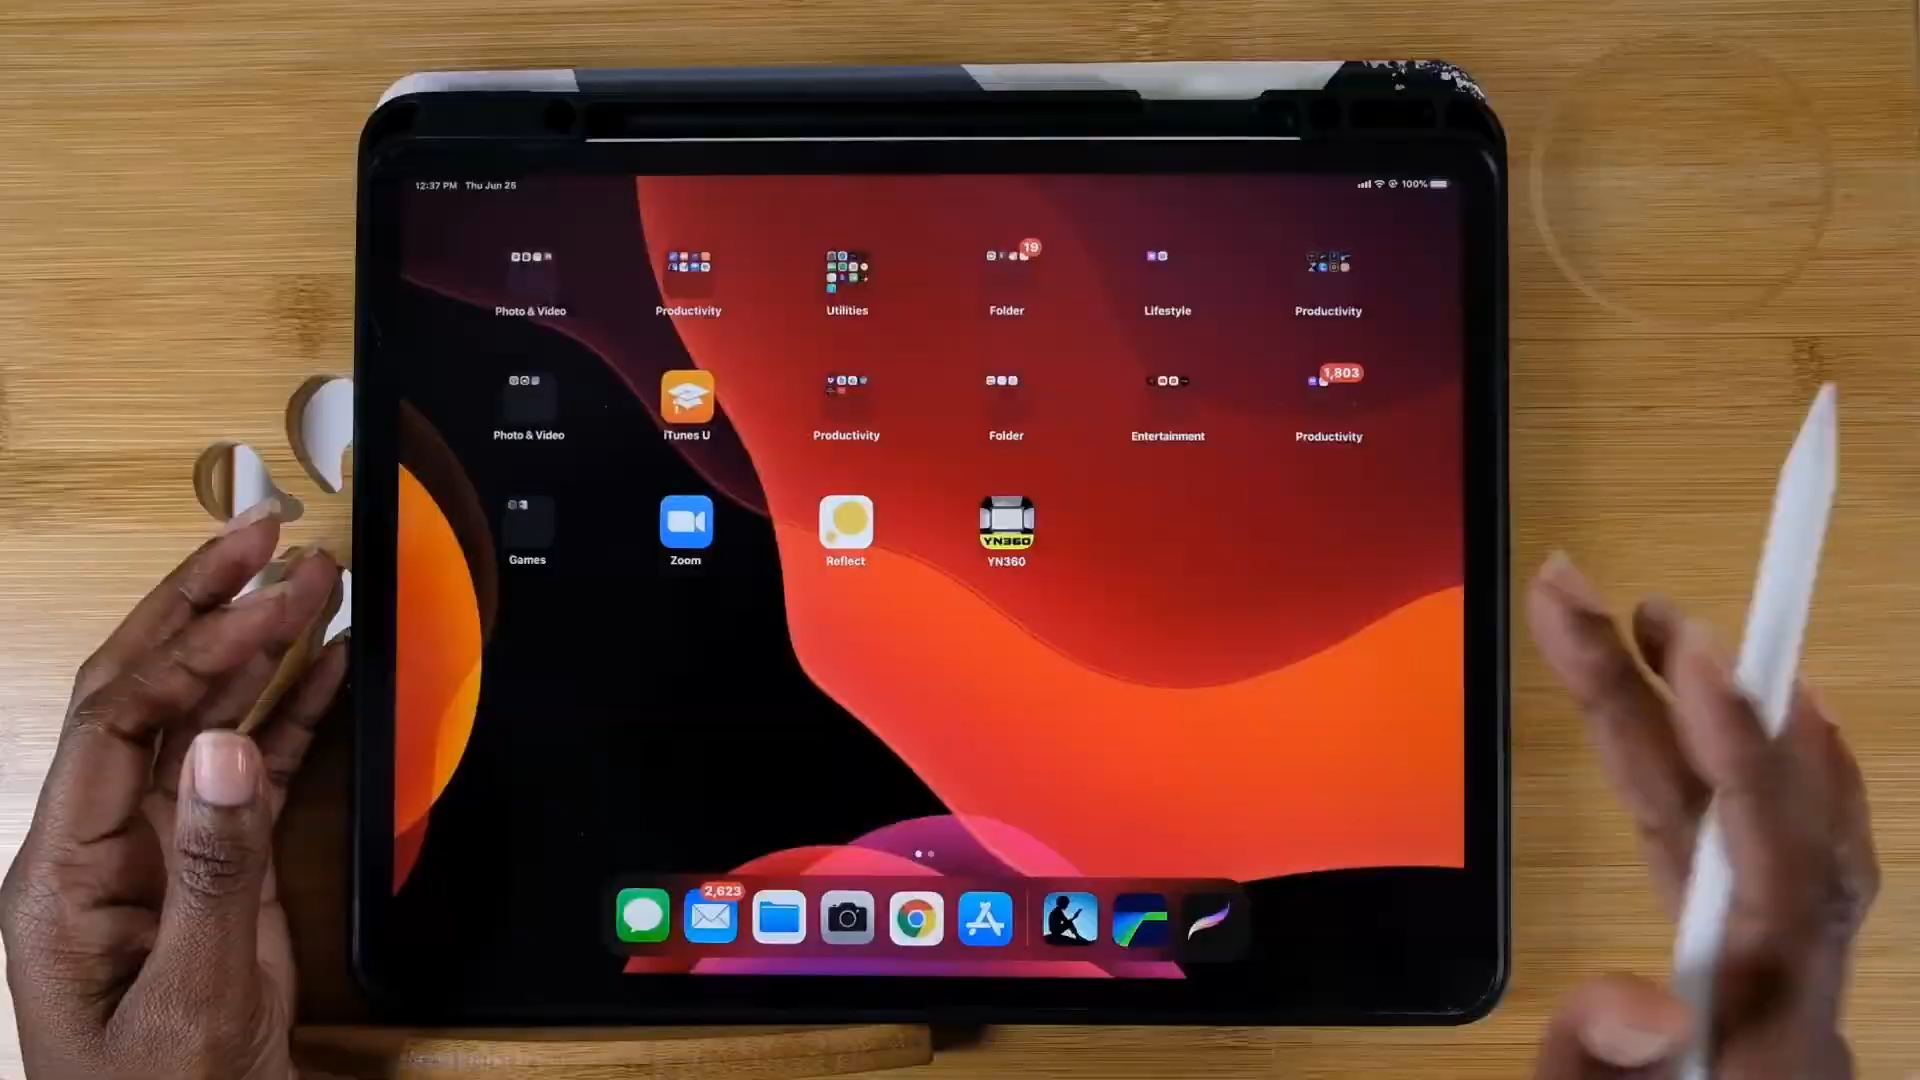 12:37 PM Thu Jun 25
100%
19
Photo & Video
Productivity
Utilities
Folder
Lifestyle
Productivity
1,803
Photo & Video
iTunes U
Productivity
Folder
Entertainment
Productivity
YN360
Games
Zoom
Reflect
YN360
2,623